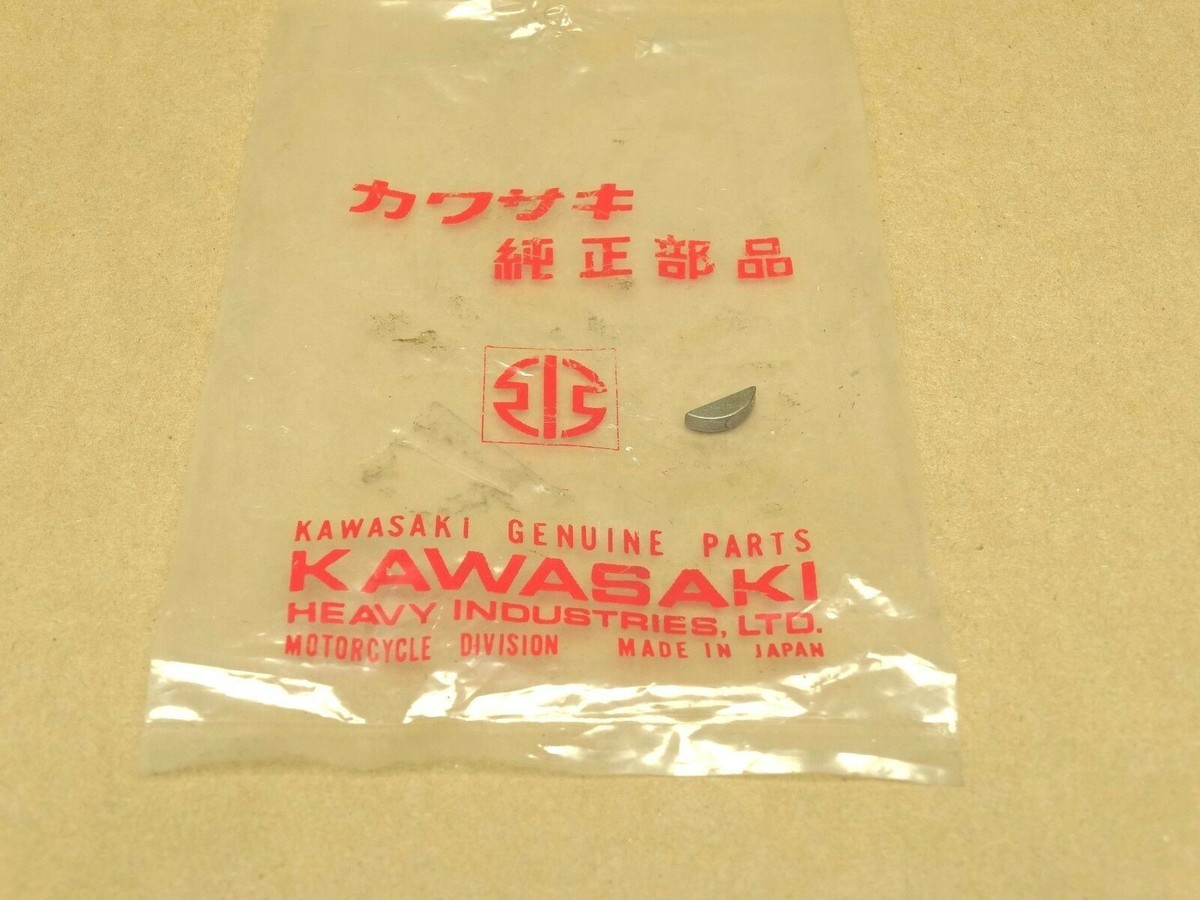 カワサキ
純正部品
KAWASAKI GENUINE PARTS
KAWASAKI
HEAVY INDUSTRIES, LTD.
MOTORCYCLE DIVISION MADE IN JAPAN